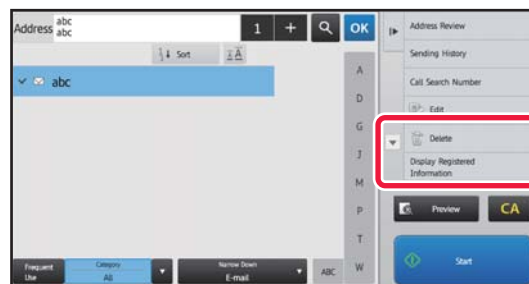 Address abc
abc
1
+
OK
Sort
abc
A
D
G
J
M
P
T
W
Frequent
Use
Category
All
Narrow Down
E-mail
ABC
Address Review
Sending History
Call Search Number
Edit
Delete
Display Registered
Information
Preview
CA
Start